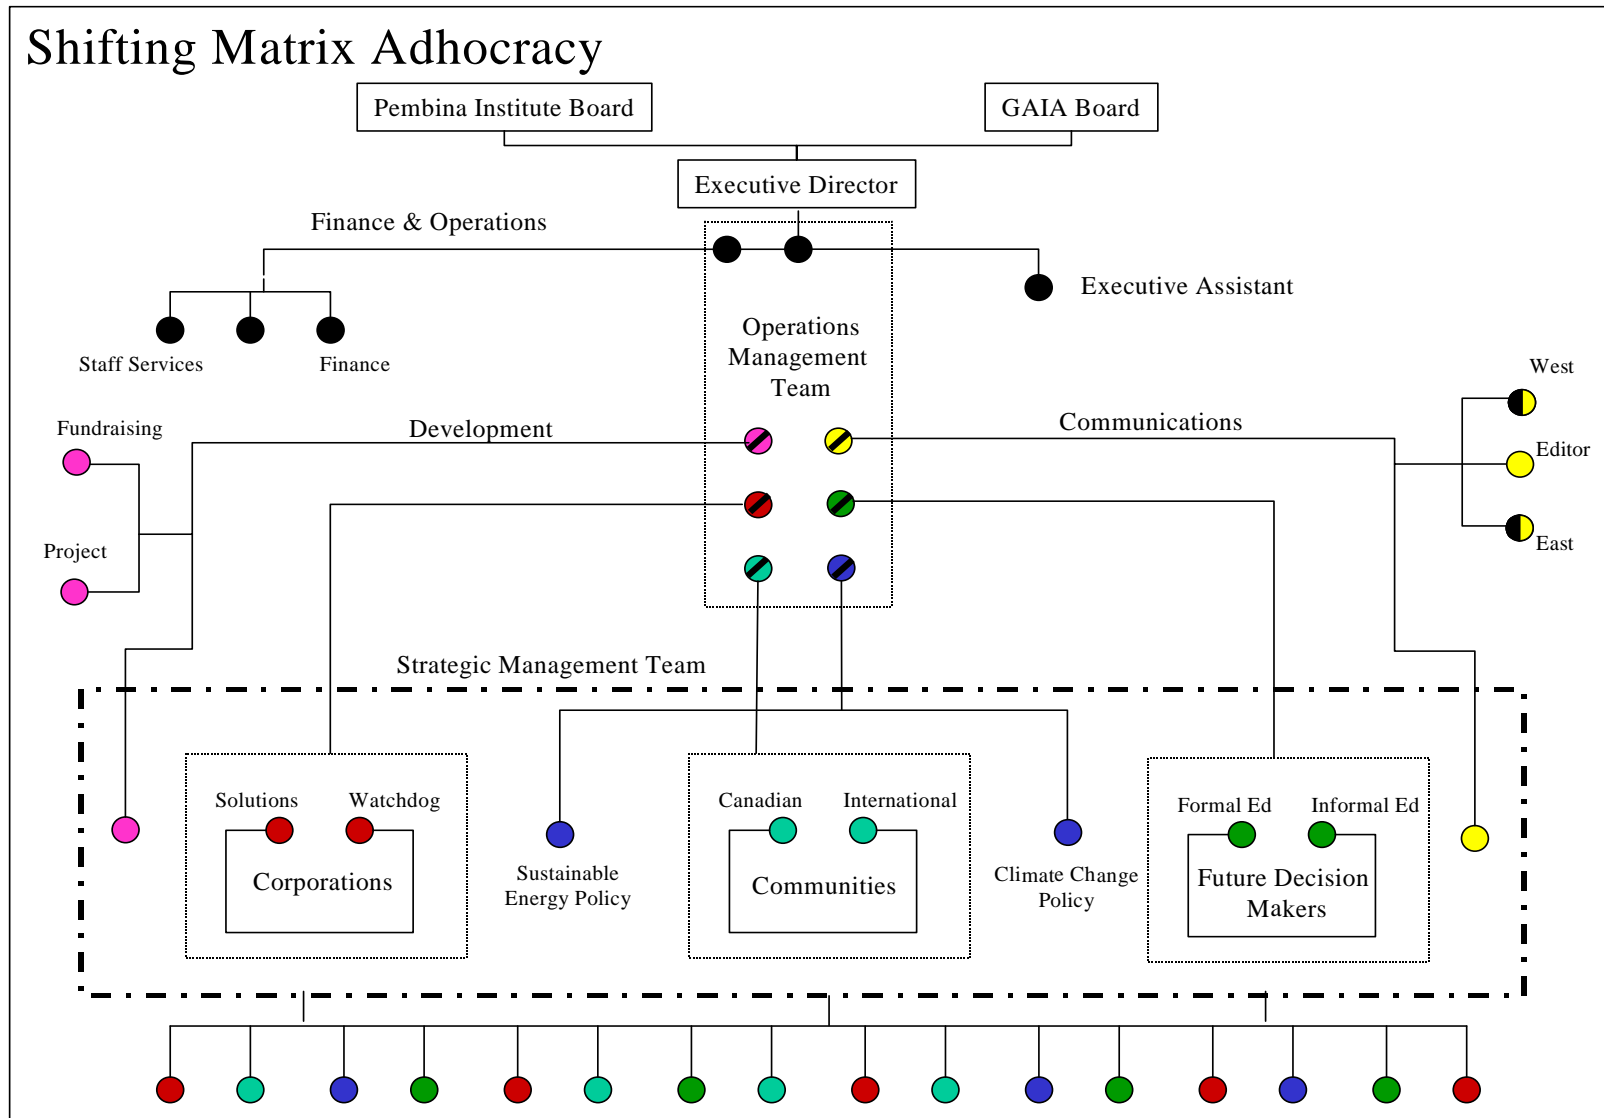 Shifting Matrix Adhocracy
Pembina Institute Board
GAIA Board
Executive Director
Finance & Operations
Executive Assistant
Staff Services
Finance
Operations
Management
Team
West
Fundraising
Development
Communications
Editor
Project
East
Strategic Management Team
Solutions
Watchdog
Corporations
Sustainable
Energy Policy
Canadian
International
Communities
Climate Change
Policy
Formal Ed
Informal Ed
Future Decision
Makers